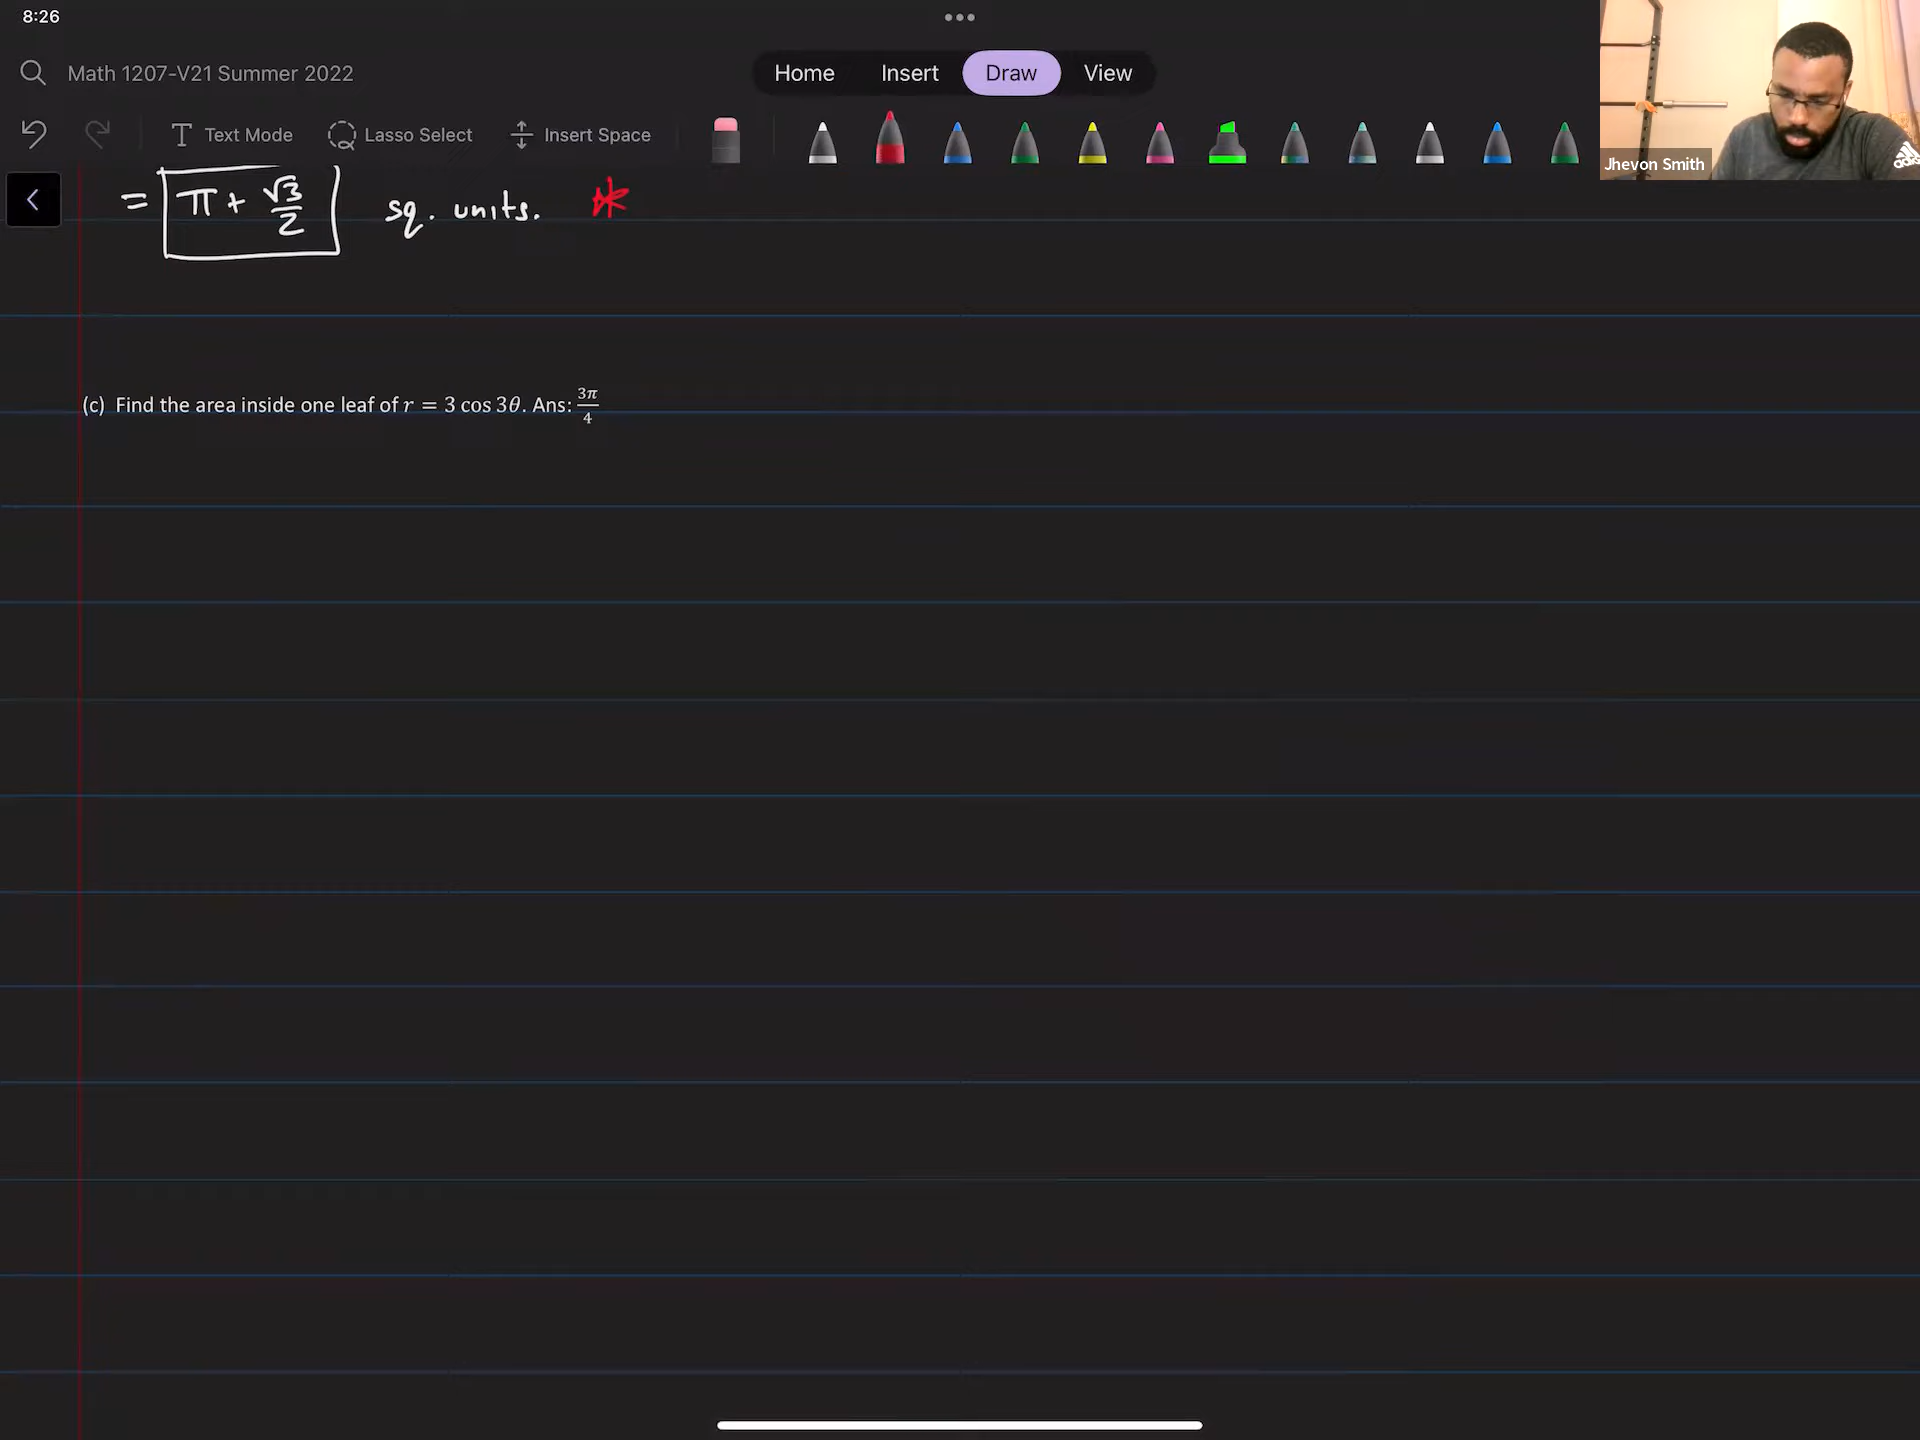 8:26
Math 1207-V21 Summer 2022
Home Insert Draw View
Text Mode Lasso Select Insert Space
Jhevon Smith
adidas
= π + √3/2 sq. units. *
(c) Find the area inside one leaf of r = 3 cos 3θ. Ans: 3π/4